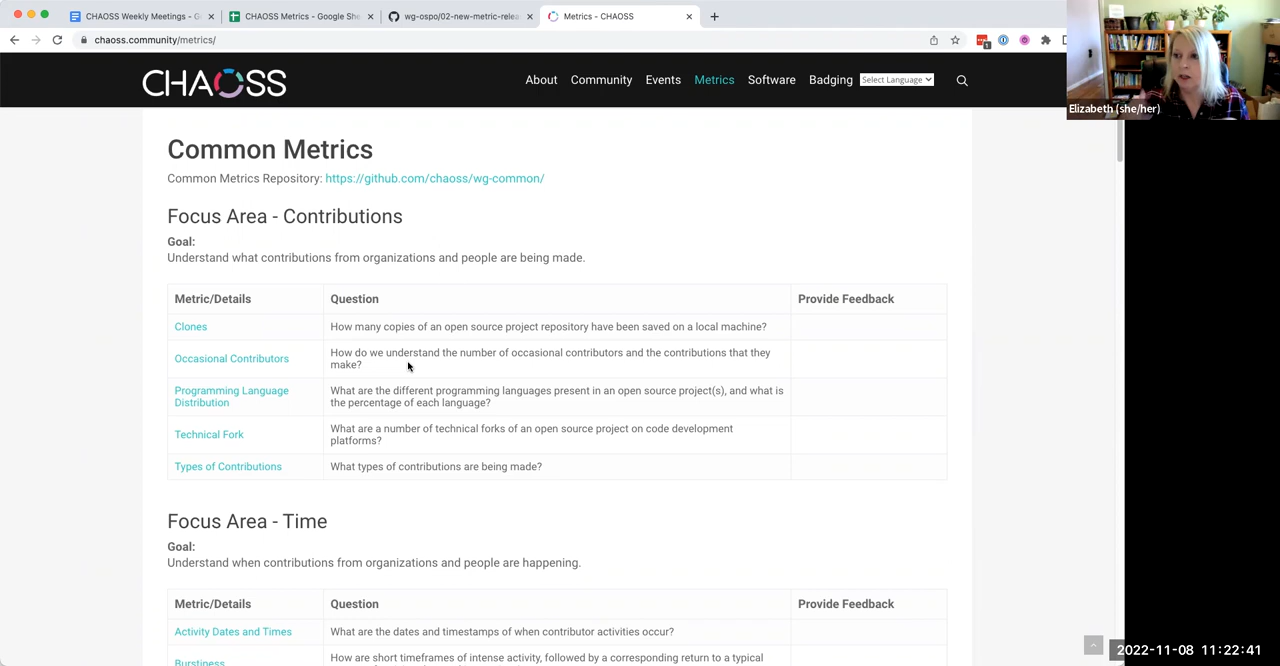 CHAOSS Weekly Meetings - G
CHAOSS Metrics - Google She
wg-ospo/02-new-metric-relea
Metrics - CHAOSS
chaoss.community/metrics/
CHAOSS
About
Community
Events
Metrics
Software
Badging
Select Language
Elizabeth (she/her)
Common Metrics
Common Metrics Repository: https://github.com/chaoss/wg-common/
Focus Area - Contributions
Goal:
Understand what contributions from organizations and people are being made.
Metric/Details
Question
Provide Feedback
Clones
How many copies of an open source project repository have been saved on a local machine?
Occasional Contributors
How do we understand the number of occasional contributors and the contributions that they
make?
Programming Language
Distribution
What are the different programming languages present in an open source project(s), and what is
the percentage of each language?
Technical Fork
What are a number of technical forks of an open source project on code development
platforms?
Types of Contributions
What types of contributions are being made?
Focus Area - Time
Goal:
Understand when contributions from organizations and people are happening.
Metric/Details
Question
Provide Feedback
Activity Dates and Times
What are the dates and timestamps of when contributor activities occur?
Burstiness
How are short timeframes of intense activity, followed by a corresponding return to a typical
2022-11-08 11:22:41